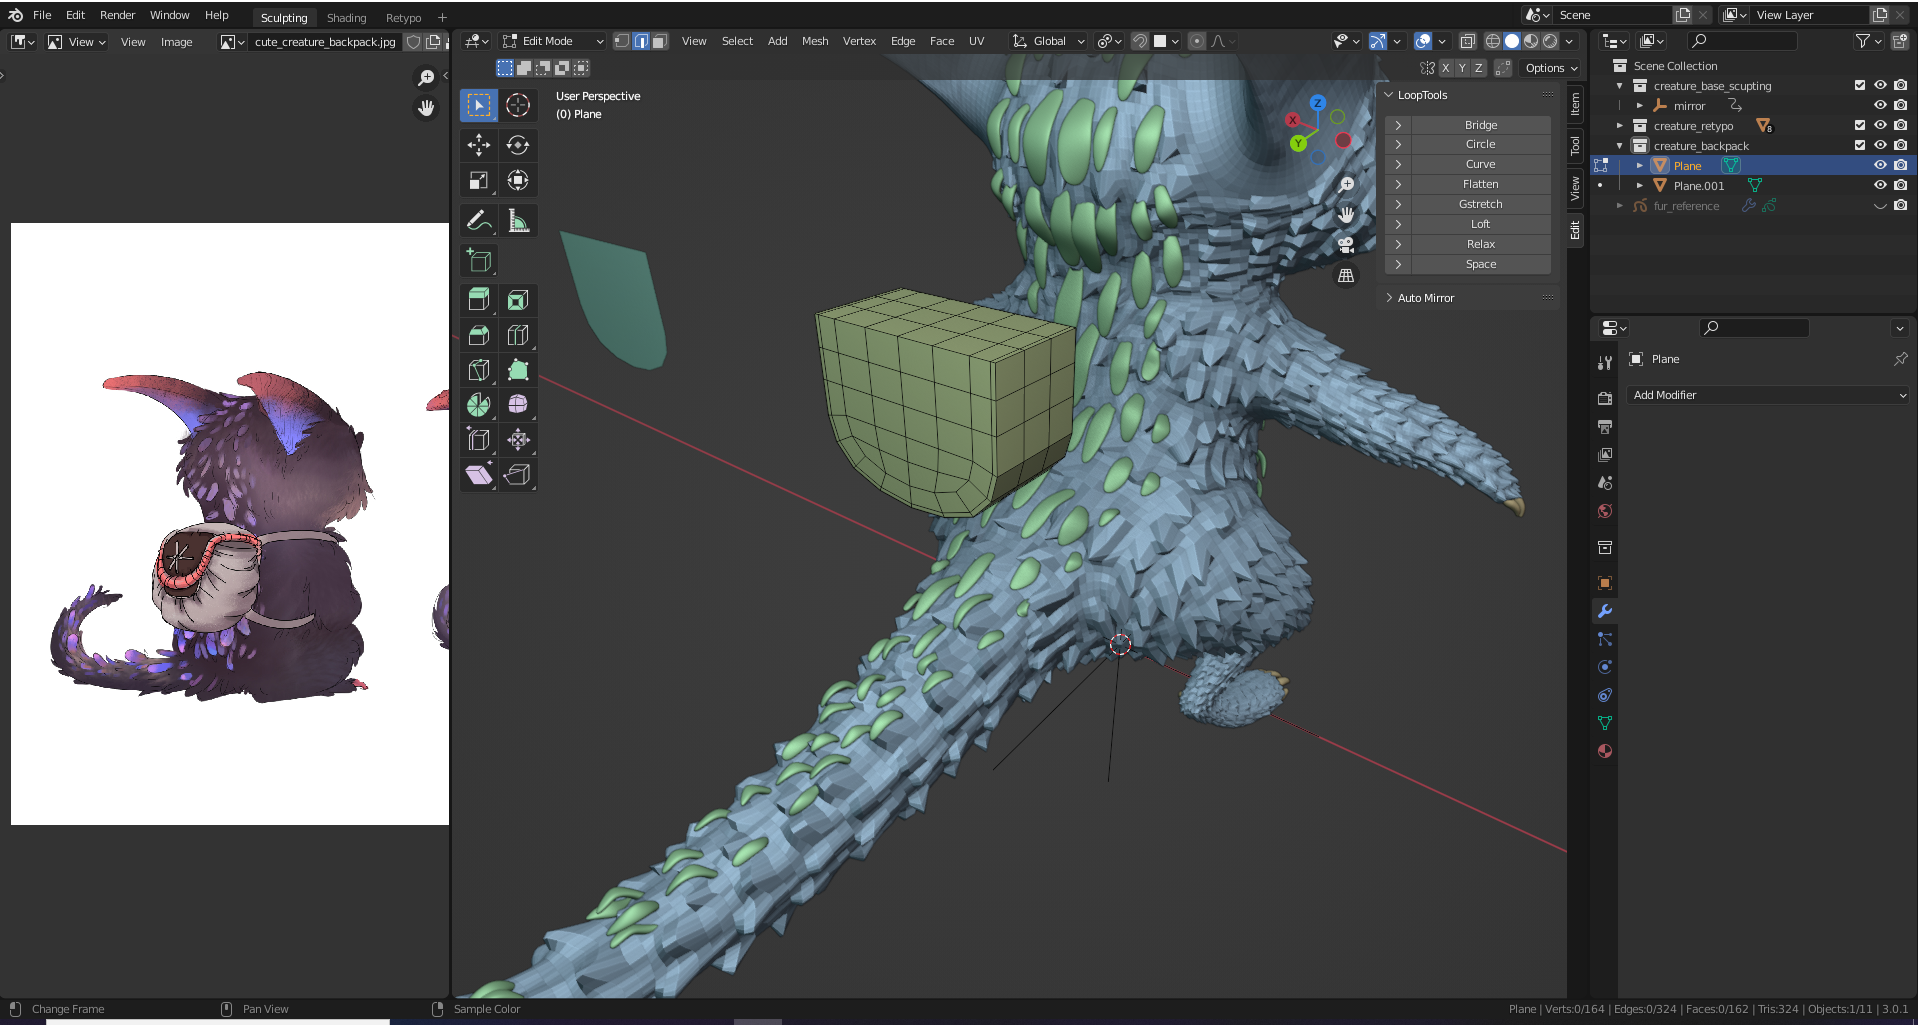 File Edit Render Window Help Sculpting Shading Retypo + Scene View Layer
View View Image cute_creature_backpack.jpg Edit Mode View Select Add Mesh Vertex Edge Face UV Global
X Y Z Options
User Perspective
(0) Plane
LoopTools
Bridge
Circle
Curve
Flatten
Gstretch
Loft
Relax
Space
Auto Mirror
Item
Tool
View
Edit
Z
X
Y
Scene Collection
creature_base_scupting
mirror
creature_retypo 8
creature_backpack
Plane
Plane.001
fur_reference
Plane
Add Modifier
Change Frame Pan View Sample Color Plane | Verts:0/164 | Edges:0/324 | Faces:0/162 | Tris:324 | Objects:1/11 | 3.0.1